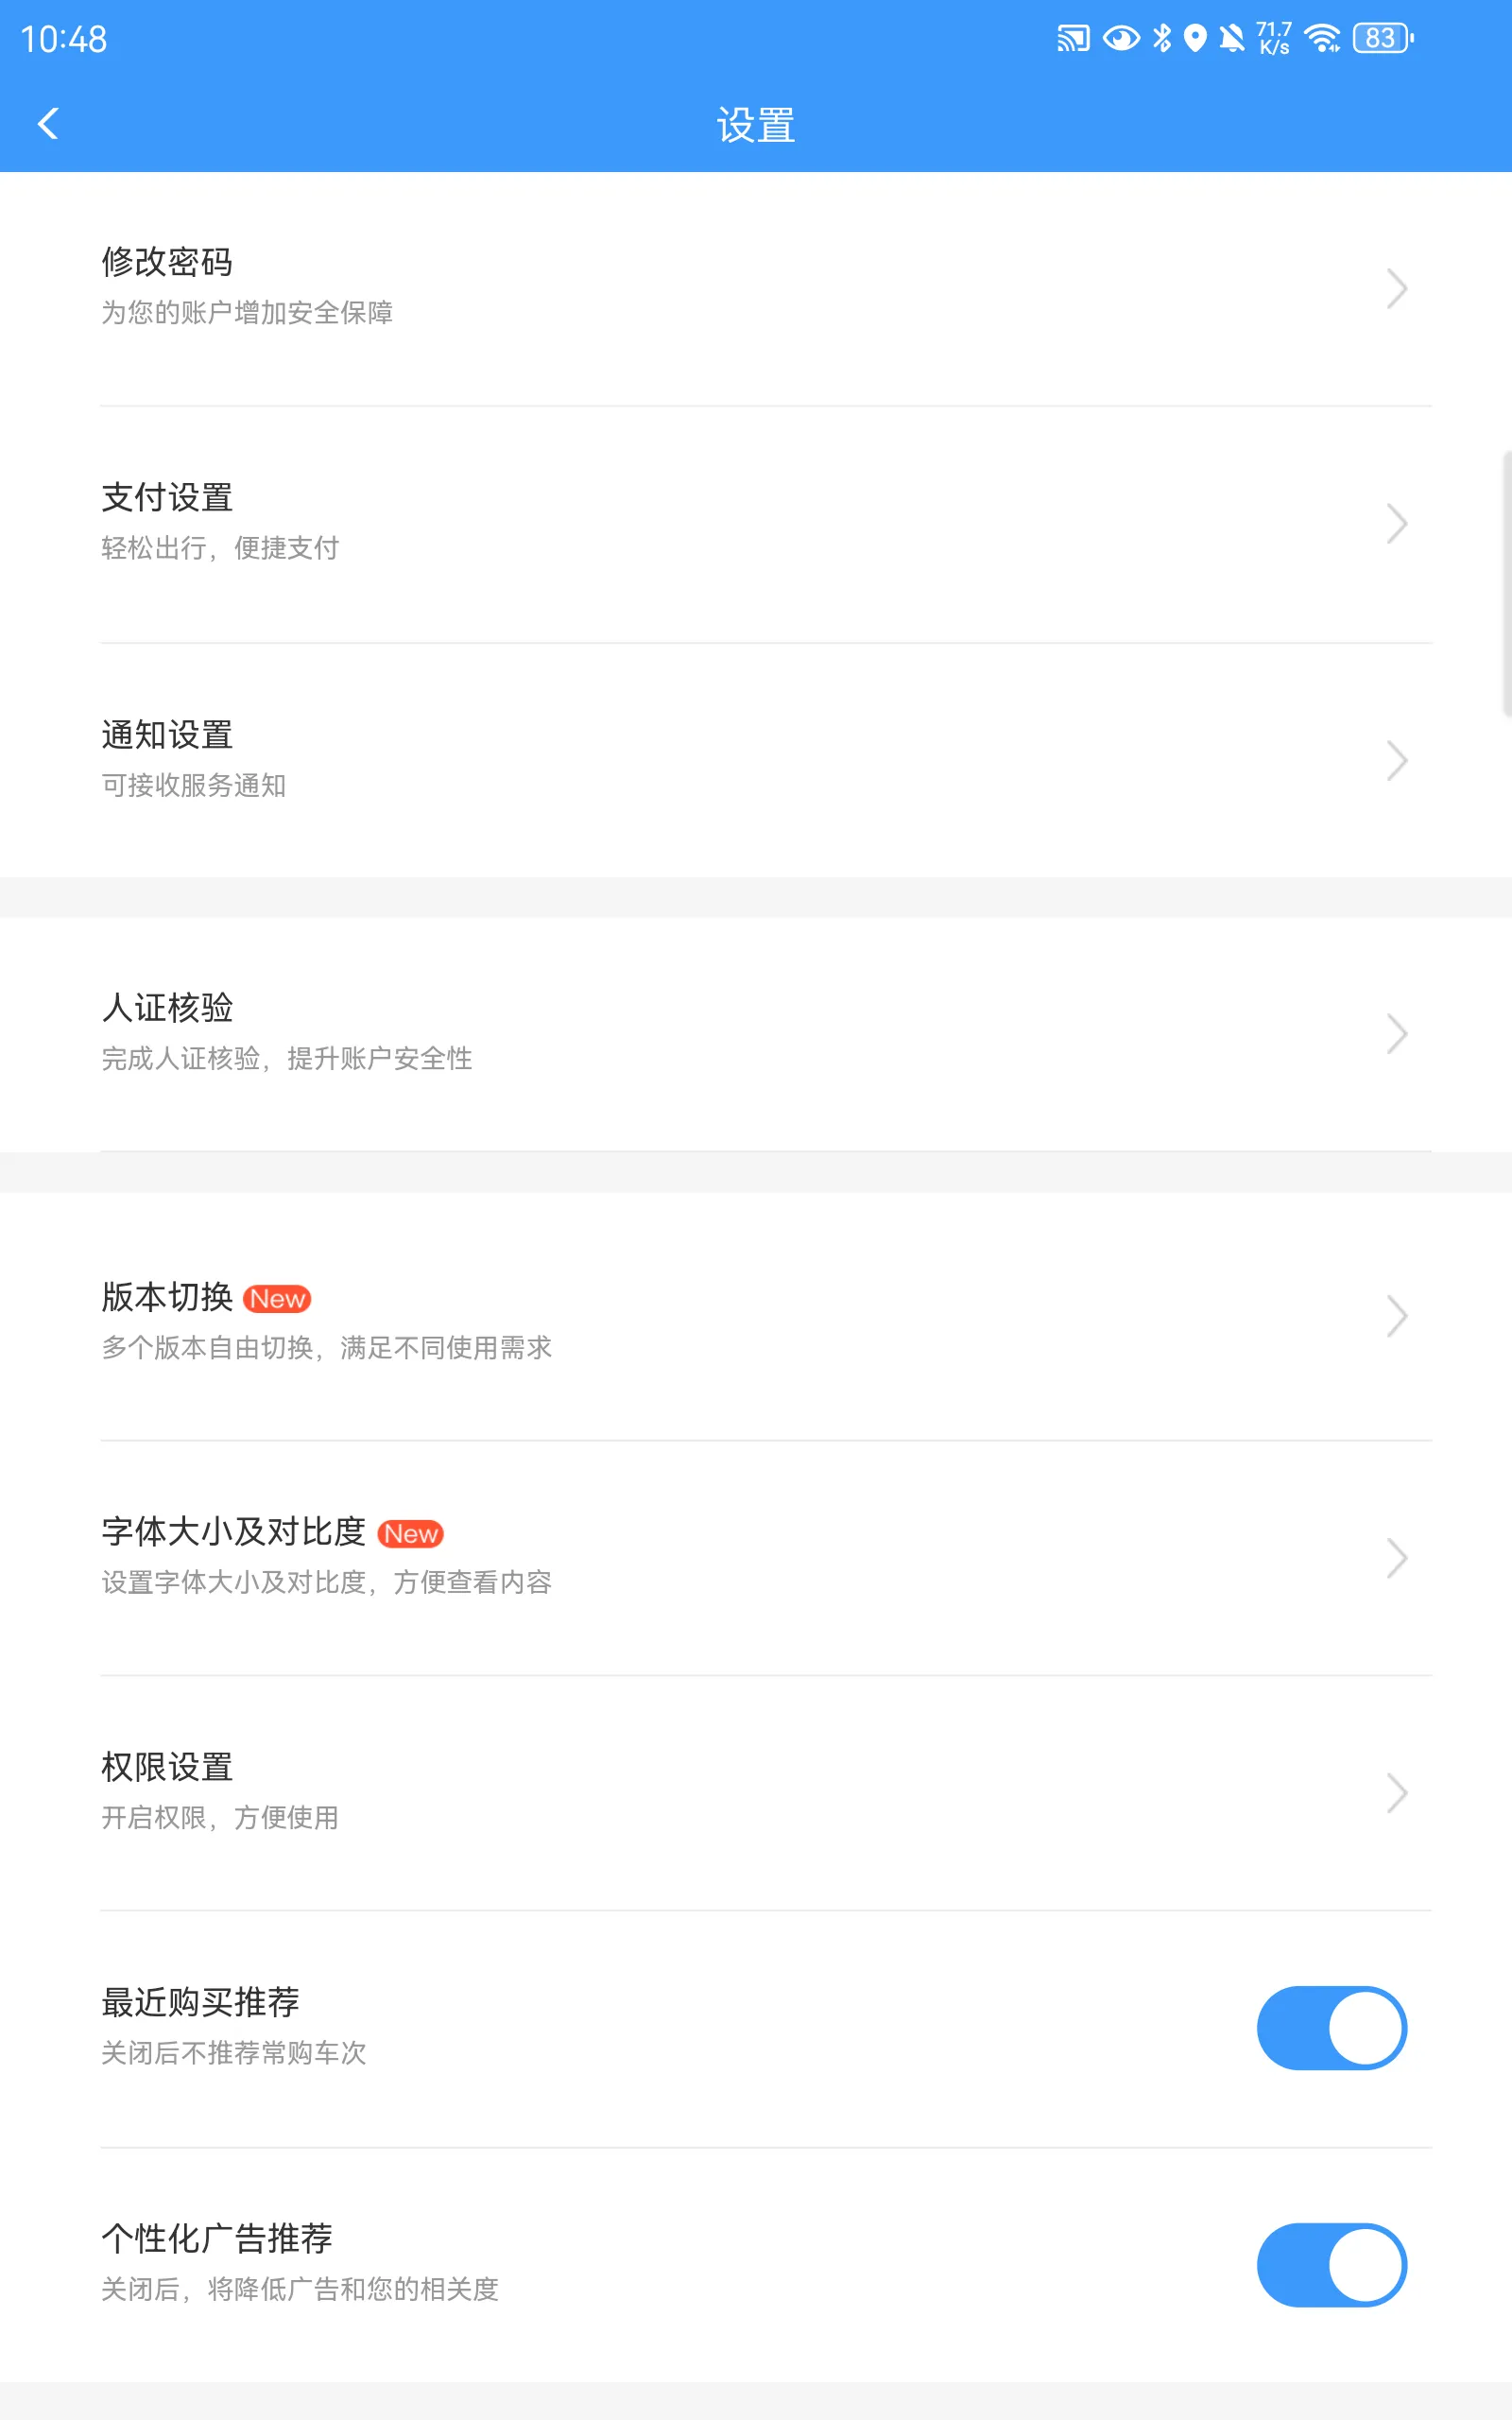 10:48
71.7
K/s
83
设置
修改密码
为您的账户增加安全保障
支付设置
轻松出行，便捷支付
通知设置
可接收服务通知
人证核验
完成人证核验，提升账户安全性
版本切换 New
多个版本自由切换，满足不同使用需求
字体大小及对比度 New
设置字体大小及对比度，方便查看内容
权限设置
开启权限，方便使用
最近购买推荐
关闭后不推荐常购车次
个性化广告推荐
关闭后，将降低广告和您的相关度